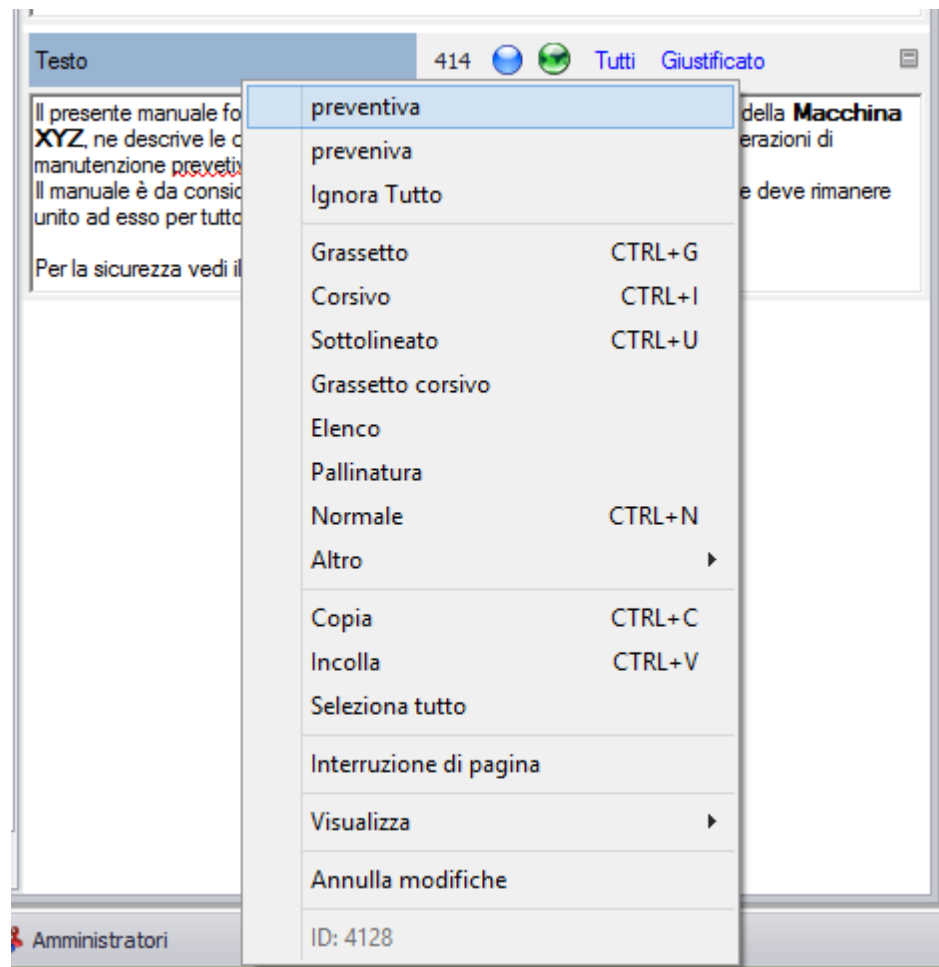 Testo 414 Tutti Giustificato
Il presente manuale fo
della Macchina
XYZ, ne descrive le c
erazioni di
manutenzione prevetiv
Il manuale è da consid
e deve rimanere
unito ad esso per tutto
Per la sicurezza vedi il
preventiva
preveniva
Ignora Tutto
Grassetto CTRL+G
Corsivo CTRL+I
Sottolineato CTRL+U
Grassetto corsivo
Elenco
Pallinatura
Normale CTRL+N
Altro
Copia CTRL+C
Incolla CTRL+V
Seleziona tutto
Interruzione di pagina
Visualizza
Annulla modifiche
ID: 4128
Amministratori